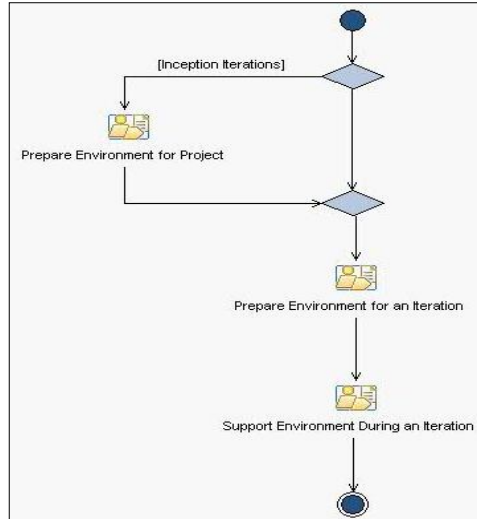 [Inception Iterations]
Prepare Environment for Project
Prepare Environment for an Iteration
Support Environment During an Iteration